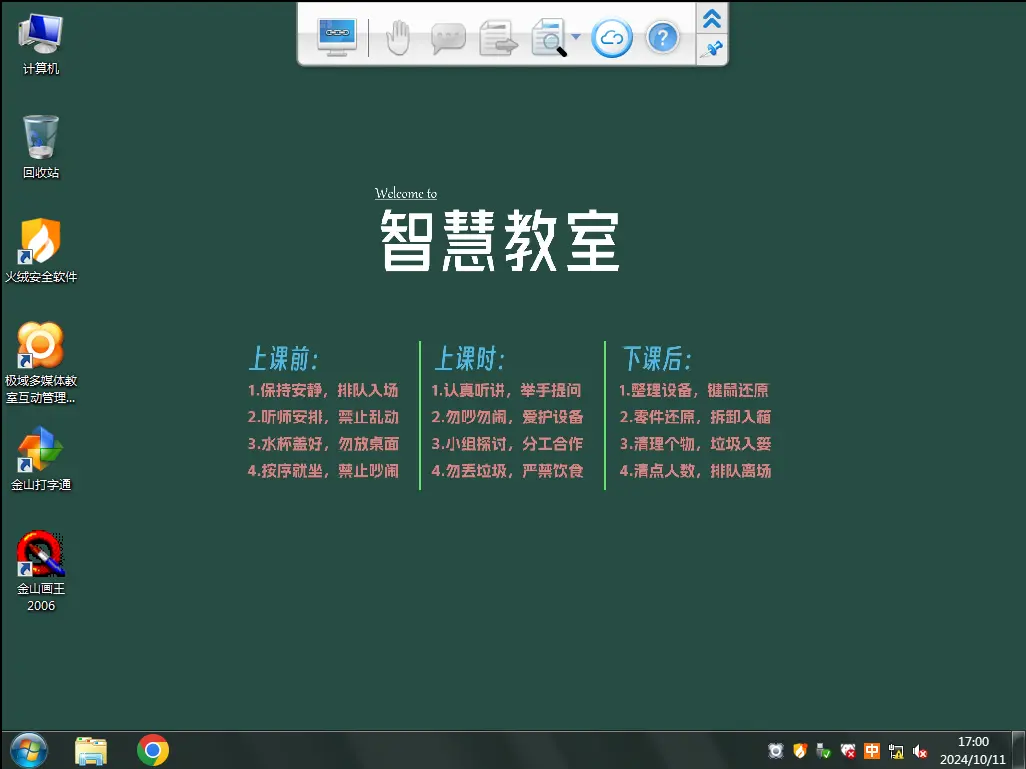 计算机
回收站
火绒安全软件
极域多媒体教
室互动管理...
金山打字通
金山画王
2006
Welcome to
智慧教室
上课前：
1.保持安静，排队入场
2.听师安排，禁止乱动
3.水杯盖好，勿放桌面
4.按序就坐，禁止吵闹
上课时：
1.认真听讲，举手提问
2.勿吵勿闹，爱护设备
3.小组探讨，分工合作
4.勿丢垃圾，严禁饮食
下课后：
1.整理设备，键鼠还原
2.零件还原，拆卸入箱
3.清理个物，垃圾入篓
4.清点人数，排队离场
中
17:00
2024/10/11